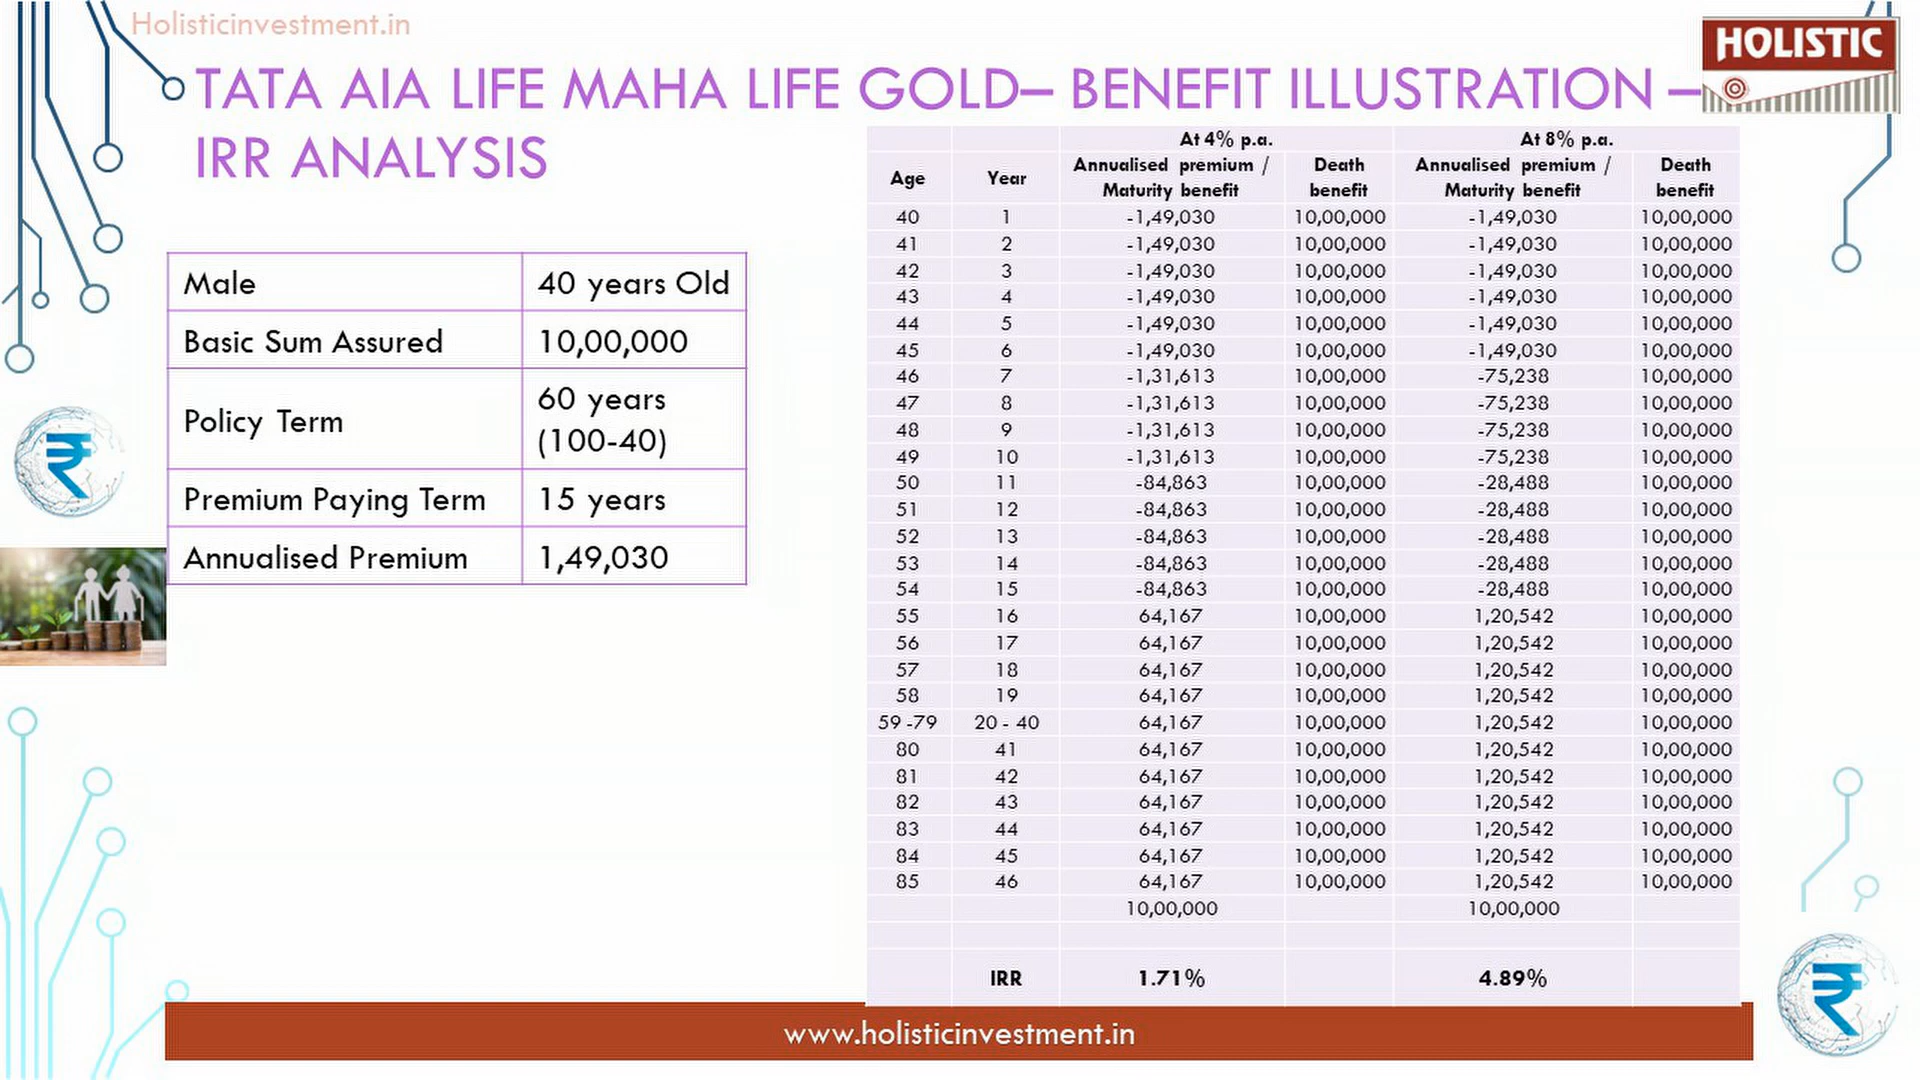 Holisticinvestment.in
HOLISTIC
TATA AIA LIFE MAHA LIFE GOLD– BENEFIT ILLUSTRATION –
IRR ANALYSIS
Male 40 years Old
Basic Sum Assured 10,00,000
Policy Term 60 years
(100-40)
Premium Paying Term 15 years
Annualised Premium 1,49,030
At 4% p.a. At 8% p.a.
Age Year Annualised premium / Maturity benefit Death benefit Annualised premium / Maturity benefit Death benefit
40 1 -1,49,030 10,00,000 -1,49,030 10,00,000
41 2 -1,49,030 10,00,000 -1,49,030 10,00,000
42 3 -1,49,030 10,00,000 -1,49,030 10,00,000
43 4 -1,49,030 10,00,000 -1,49,030 10,00,000
44 5 -1,49,030 10,00,000 -1,49,030 10,00,000
45 6 -1,49,030 10,00,000 -1,49,030 10,00,000
46 7 -1,31,613 10,00,000 -75,238 10,00,000
47 8 -1,31,613 10,00,000 -75,238 10,00,000
48 9 -1,31,613 10,00,000 -75,238 10,00,000
49 10 -1,31,613 10,00,000 -75,238 10,00,000
50 11 -84,863 10,00,000 -28,488 10,00,000
51 12 -84,863 10,00,000 -28,488 10,00,000
52 13 -84,863 10,00,000 -28,488 10,00,000
53 14 -84,863 10,00,000 -28,488 10,00,000
54 15 -84,863 10,00,000 -28,488 10,00,000
55 16 64,167 10,00,000 1,20,542 10,00,000
56 17 64,167 10,00,000 1,20,542 10,00,000
57 18 64,167 10,00,000 1,20,542 10,00,000
58 19 64,167 10,00,000 1,20,542 10,00,000
59 -79 20 - 40 64,167 10,00,000 1,20,542 10,00,000
80 41 64,167 10,00,000 1,20,542 10,00,000
81 42 64,167 10,00,000 1,20,542 10,00,000
82 43 64,167 10,00,000 1,20,542 10,00,000
83 44 64,167 10,00,000 1,20,542 10,00,000
84 45 64,167 10,00,000 1,20,542 10,00,000
85 46 64,167 10,00,000 1,20,542 10,00,000
10,00,000 10,00,000
IRR 1.71% 4.89%
www.holisticinvestment.in